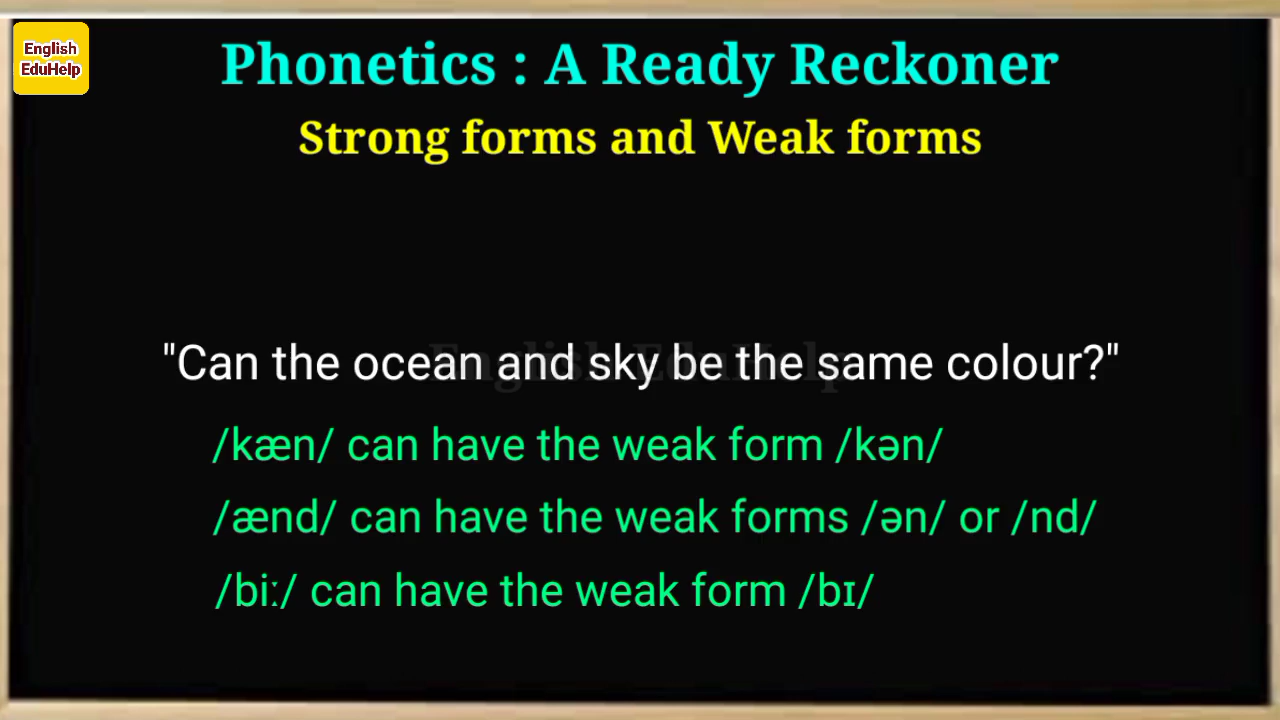 English
EduHelp
Phonetics : A Ready Reckoner
Strong forms and Weak forms
English EduHelp
"Can the ocean and sky be the same colour?"
/kæn/ can have the weak form /kən/
/ænd/ can have the weak forms /ən/ or /nd/
/biː/ can have the weak form /bɪ/